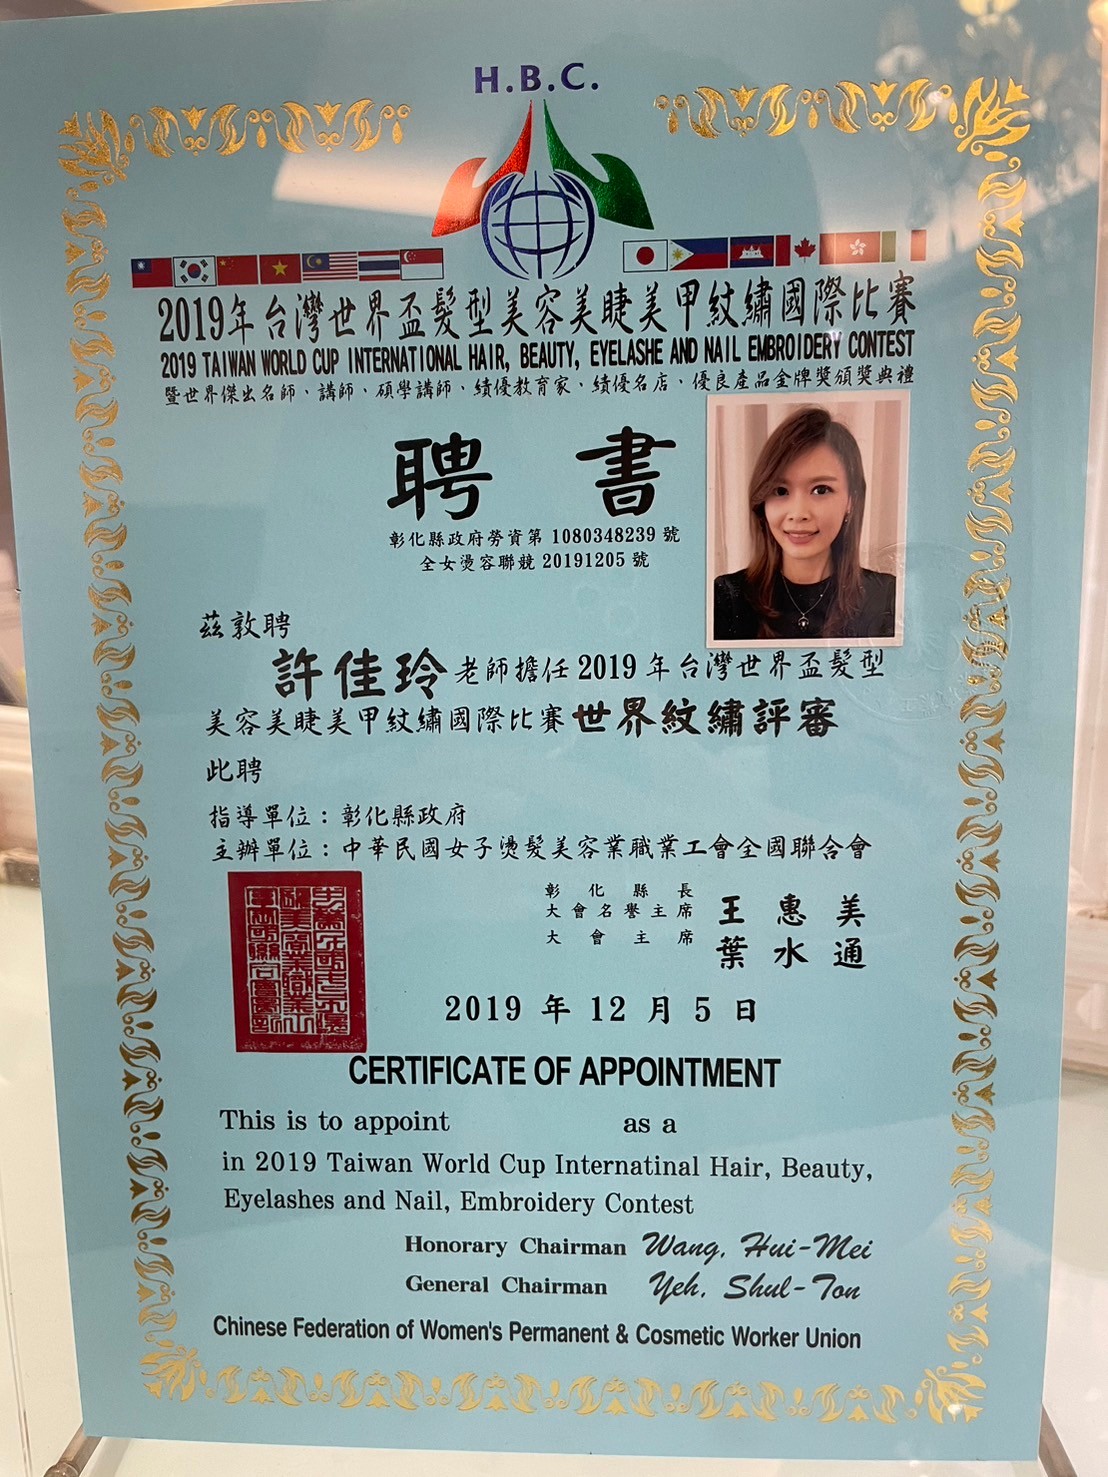 H.B.C.
2019年台灣世界盃髮型美容美睫美甲紋繡國際比賽
2019 TAIWAN WORLD CUP INTERNATIONAL HAIR, BEAUTY, EYELASHE AND NAIL EMBROIDERY CONTEST
暨世界傑出名師、講師、碩學講師、績優教育家、績優名店、優良產品金牌獎頒獎典禮
聘書
彰化縣政府勞資第 1080348239 號
全女燙容聯競 20191205 號
茲敦聘
許佳玲老師擔任2019年台灣世界盃髮型
美容美睫美甲紋繡國際比賽世界紋繡評審
此聘
指導單位：彰化縣政府
主辦單位：中華民國女子燙髮美容業職業工會全國聯合會
彰化縣長
大會名譽主席 王惠美
大會主席 葉水通
2019 年 12 月 5 日
CERTIFICATE OF APPOINTMENT
This is to appoint as a
in 2019 Taiwan World Cup Internatinal Hair, Beauty,
Eyelashes and Nail, Embroidery Contest
Honorary Chairman Wang, Hui-Mei
General Chairman Yeh, Shul-Ton
Chinese Federation of Women's Permanent & Cosmetic Worker Union